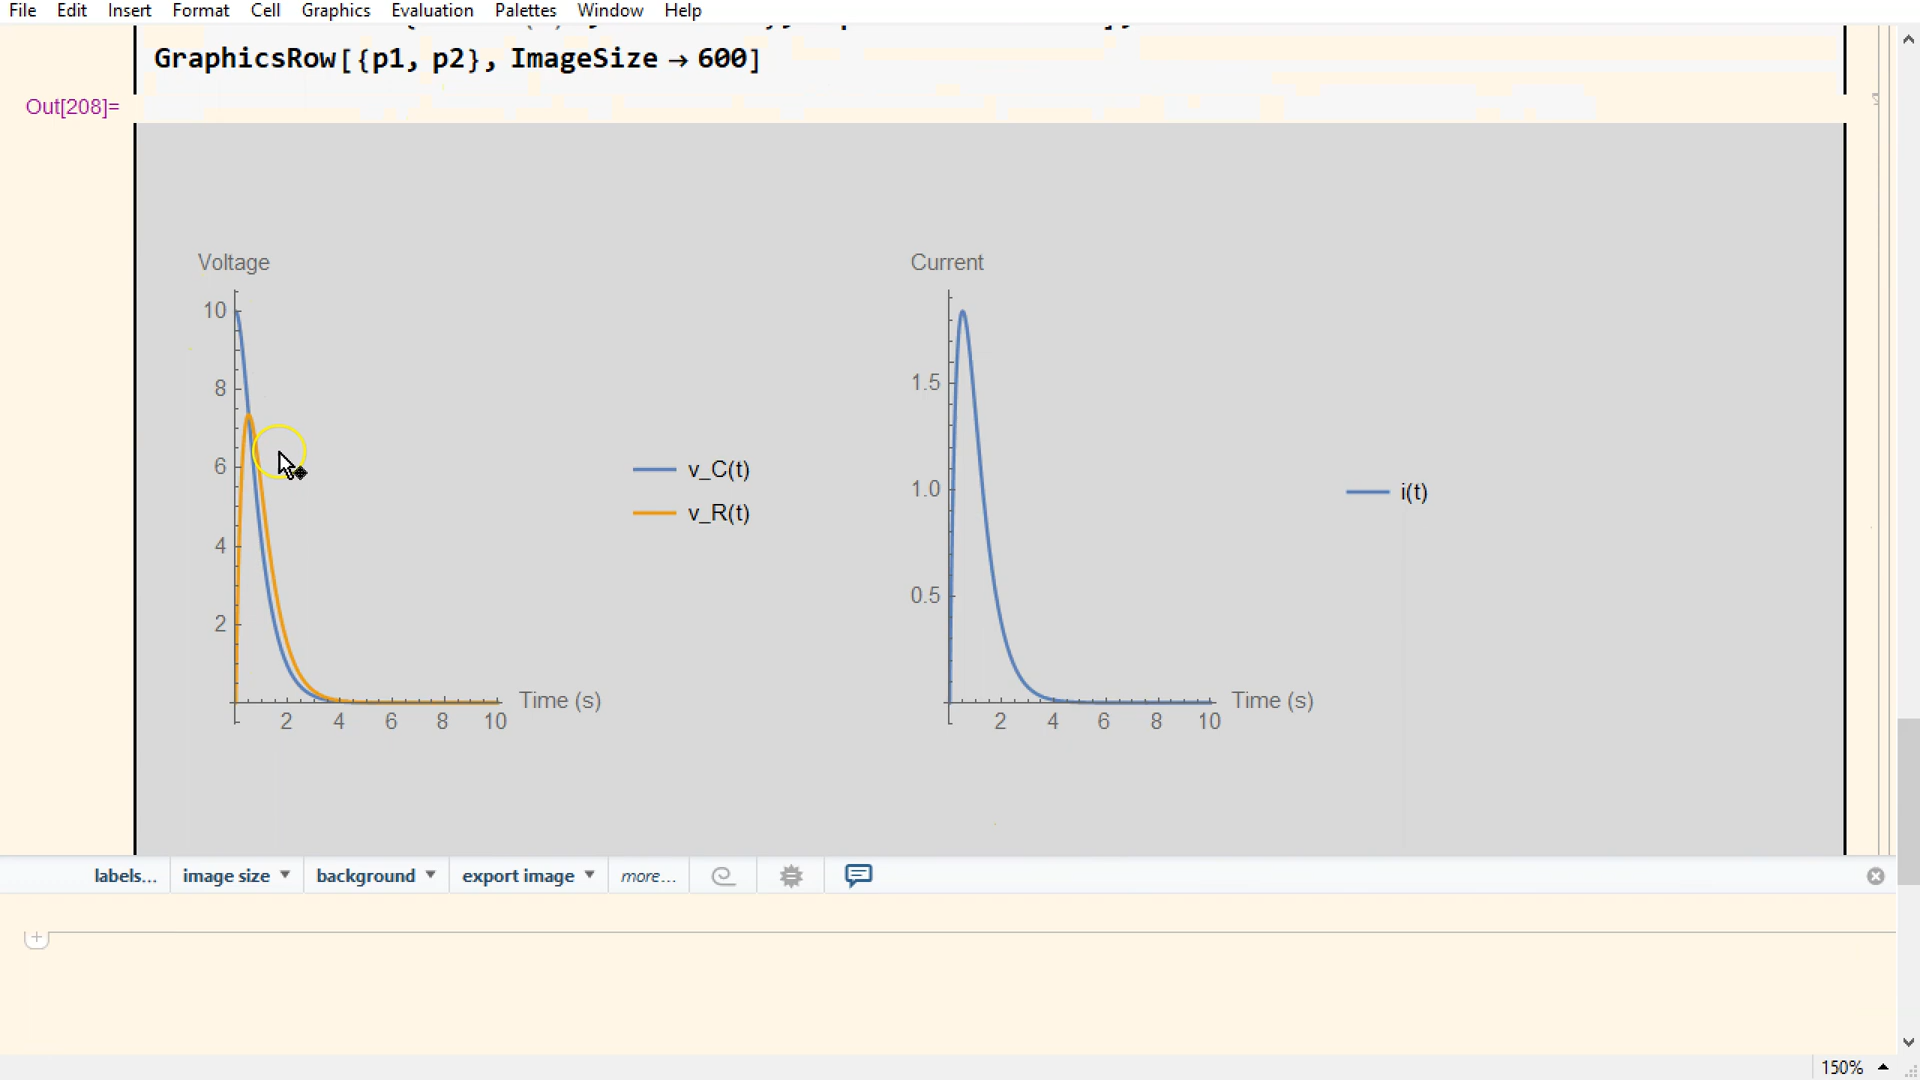 File Edit Insert Format Cell Graphics Evaluation Palettes Window Help
GraphicsRow[{p1, p2}, ImageSize → 600]
Out[208]=
Voltage
10
8
6
4
2
2 4 6 8 10
Time (s)
v_C(t)
v_R(t)
Current
1.5
1.0
0.5
2 4 6 8 10
Time (s)
i(t)
labels... image size background export image more...
150%